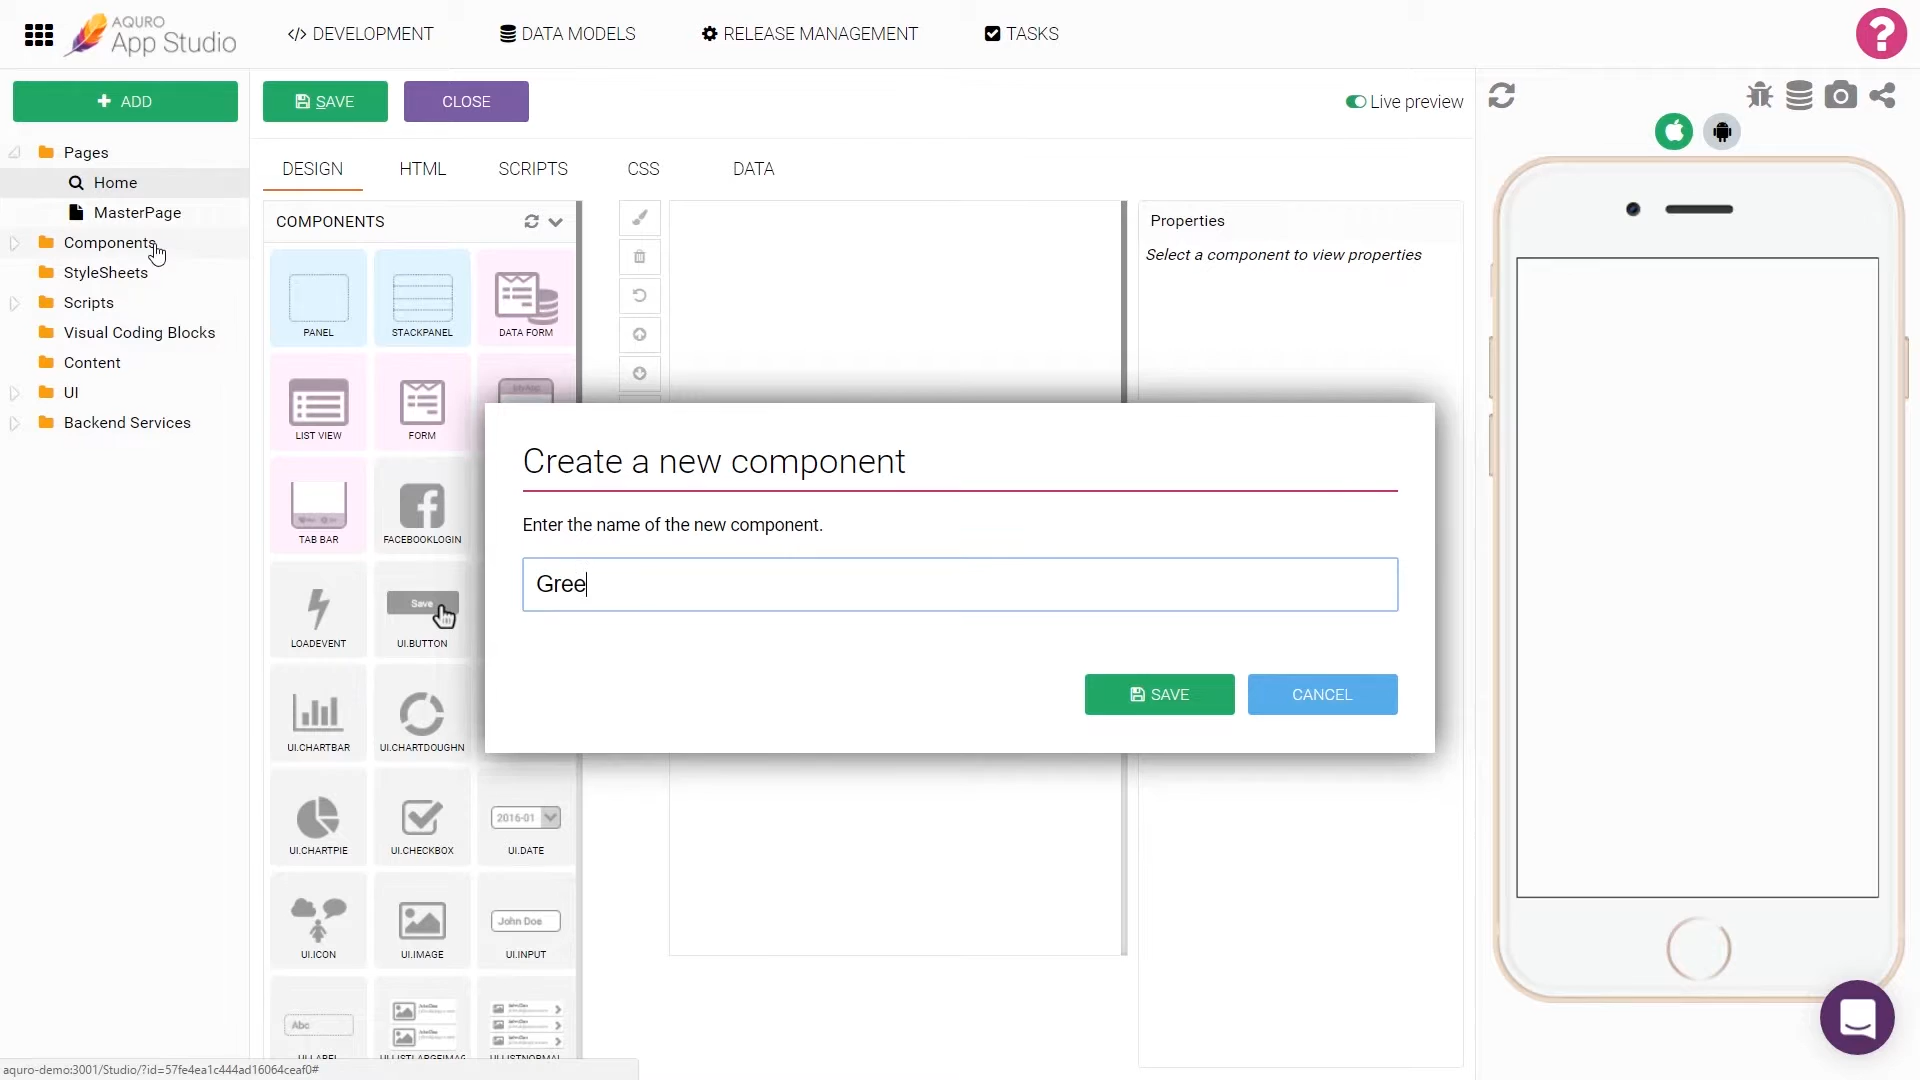 AQURO
App Studio
DEVELOPMENT
DATA MODELS
RELEASE MANAGEMENT
TASKS
?
+ ADD
SAVE
CLOSE
Live preview
Pages
Home
MasterPage
Components
StyleSheets
Scripts
Visual Coding Blocks
Content
UI
Backend Services
DESIGN
HTML
SCRIPTS
CSS
DATA
COMPONENTS
Properties
Select a component to view properties
PANEL
STACKPANEL
DATA FORM
LIST VIEW
FORM
TAB BAR
FACEBOOKLOGIN
LOADEVENT
Save
UI.BUTTON
UI.CHARTBAR
UI.CHARTDOUGHN
UI.CHARTPIE
UI.CHECKBOX
2016-01
UI.DATE
UI.ICON
UI.IMAGE
John Doe
UI.INPUT
Abc
Create a new component
Enter the name of the new component.
Gree
SAVE
CANCEL
aquro-demo:3001/Studio/?id=57fe4ea1c444ad16064ceaf0#